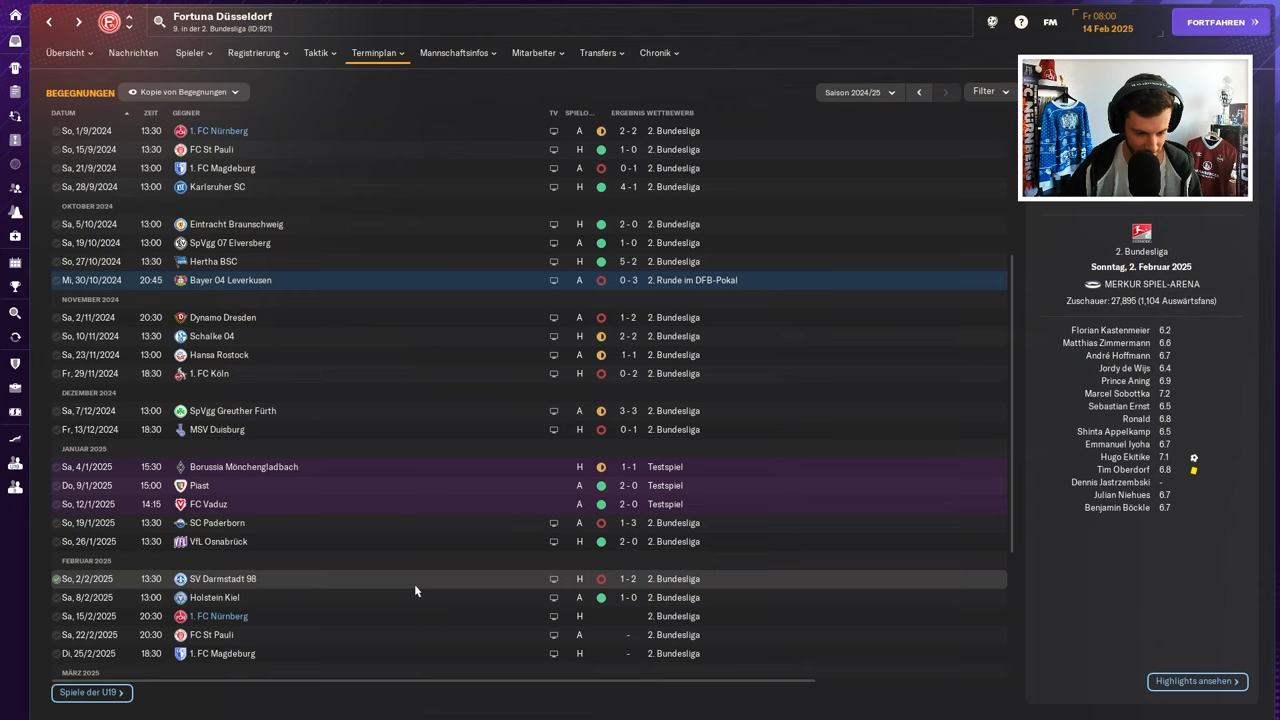 Fortuna Düsseldorf
9. in der 2. Bundesliga (ID:921)
FM
Fr 08:00
14 Feb 2025
FORTFAHREN
Übersicht Nachrichten Spieler Registrierung Taktik Terminplan Mannschaftsinfos Mitarbeiter Transfers Chronik
BEGEGNUNGEN Kopie von Begegnungen Saison 2024/25 Filter
DATUM ZEIT GEGNER TV SPIELO... ERGEBNIS WETTBEWERB
So, 1/9/2024 13:30 1. FC Nürnberg A 2-2 2. Bundesliga
So, 15/9/2024 13:30 FC St Pauli H 1-0 2. Bundesliga
Sa, 21/9/2024 13:00 1. FC Magdeburg A 0-1 2. Bundesliga
Sa, 28/9/2024 13:00 Karlsruher SC H 4-1 2. Bundesliga
OKTOBER 2024
Sa, 5/10/2024 13:00 Eintracht Braunschweig H 2-0 2. Bundesliga
Sa, 19/10/2024 13:00 SpVgg 07 Elversberg A 1-0 2. Bundesliga
So, 27/10/2024 13:30 Hertha BSC H 5-2 2. Bundesliga
Mi, 30/10/2024 20:45 Bayer 04 Leverkusen A 0-3 2. Runde im DFB-Pokal
NOVEMBER 2024
Sa, 2/11/2024 20:30 Dynamo Dresden A 1-2 2. Bundesliga
So, 10/11/2024 13:30 Schalke 04 H 2-2 2. Bundesliga
Sa, 23/11/2024 13:00 Hansa Rostock A 1-1 2. Bundesliga
Fr, 29/11/2024 18:30 1. FC Köln H 0-2 2. Bundesliga
DEZEMBER 2024
Sa, 7/12/2024 13:00 SpVgg Greuther Fürth A 3-3 2. Bundesliga
Fr, 13/12/2024 18:30 MSV Duisburg H 0-1 2. Bundesliga
JANUAR 2025
Sa, 4/1/2025 15:30 Borussia Mönchengladbach H 1-1 Testspiel
Do, 9/1/2025 15:00 Piast A 2-0 Testspiel
So, 12/1/2025 14:15 FC Vaduz A 2-0 Testspiel
So, 19/1/2025 13:30 SC Paderborn A 1-3 2. Bundesliga
So, 26/1/2025 13:30 VfL Osnabrück H 2-0 2. Bundesliga
FEBRUAR 2025
So, 2/2/2025 13:30 SV Darmstadt 98 H 1-2 2. Bundesliga
Sa, 8/2/2025 13:00 Holstein Kiel A 1-0 2. Bundesliga
Sa, 15/2/2025 20:30 1. FC Nürnberg H 2. Bundesliga
Sa, 22/2/2025 20:30 FC St Pauli A - 2. Bundesliga
Di, 25/2/2025 18:30 1. FC Magdeburg H - 2. Bundesliga
MÄRZ 2025
Spiele der U19
2. Bundesliga
Sonntag, 2. Februar 2025
MERKUR SPIEL-ARENA
Zuschauer: 27,895 (1,104 Auswärtsfans)
Florian Kastenmeier 6.2
Matthias Zimmermann 6.6
André Hoffmann 6.7
Jordy de Wijs 6.4
Prince Aning 6.9
Marcel Sobottka 7.2
Sebastian Ernst 6.5
Ronald 6.8
Shinta Appelkamp 6.5
Emmanuel Iyoha 6.7
Hugo Ekitike 7.1
Tim Oberdorf 6.8
Dennis Jastrzembski -
Julian Niehues 6.7
Benjamin Böckle 6.7
Highlights ansehen